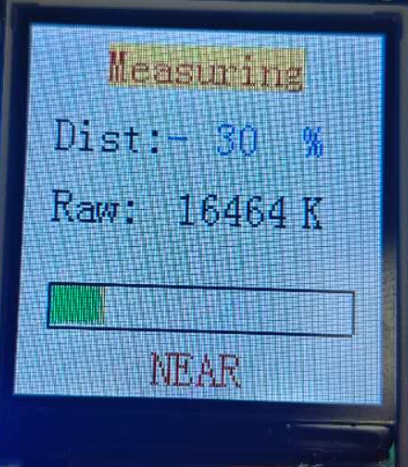 Measuring
Dist:- 30 %
Raw: 16464 K
NEAR